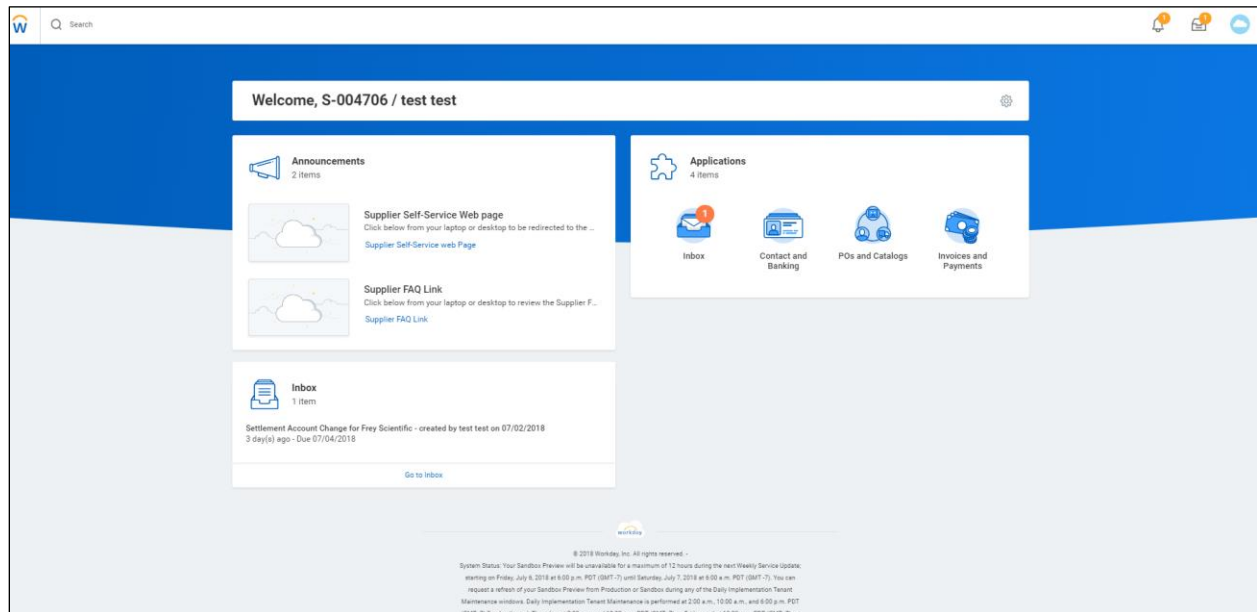 W
Search
1
1
Welcome, S-004706 / test test
Announcements
2 items
Supplier Self-Service Web page
Click below from your laptop or desktop to be redirected to the ...
Supplier Self-Service web Page
Supplier FAQ Link
Click below from your laptop or desktop to review the Supplier F...
Supplier FAQ Link
Applications
4 items
1
Inbox
Contact and
Banking
POs and Catalogs
Invoices and
Payments
Inbox
1 item
Settlement Account Change for Frey Scientific - created by test test on 07/02/2018
3 day(s) ago - Due 07/04/2018
Go to Inbox
workday
© 2018 Workday, Inc. All rights reserved. -
System Status: Your Sandbox Preview will be unavailable for a maximum of 12 hours during the next Weekly Service Update;
starting on Friday, July 6, 2018 at 6:00 p.m. PDT (GMT -7) until Saturday, July 7, 2018 at 6:00 a.m. PDT (GMT -7). You can
request a refresh of your Sandbox Preview from Production or Sandbox during any of the Daily Implementation Tenant
Maintenance windows. Daily Implementation Tenant Maintenance is performed at 2:00 a.m., 10:00 a.m., and 6:00 p.m. PDT